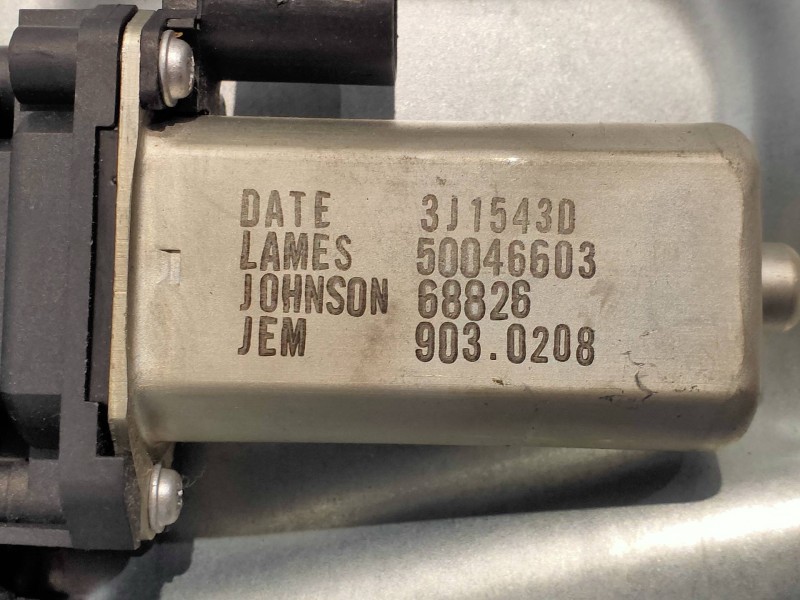 DATE 3J1543D
LAMES 50046603
JOHNSON 68826
JEM 903.0208